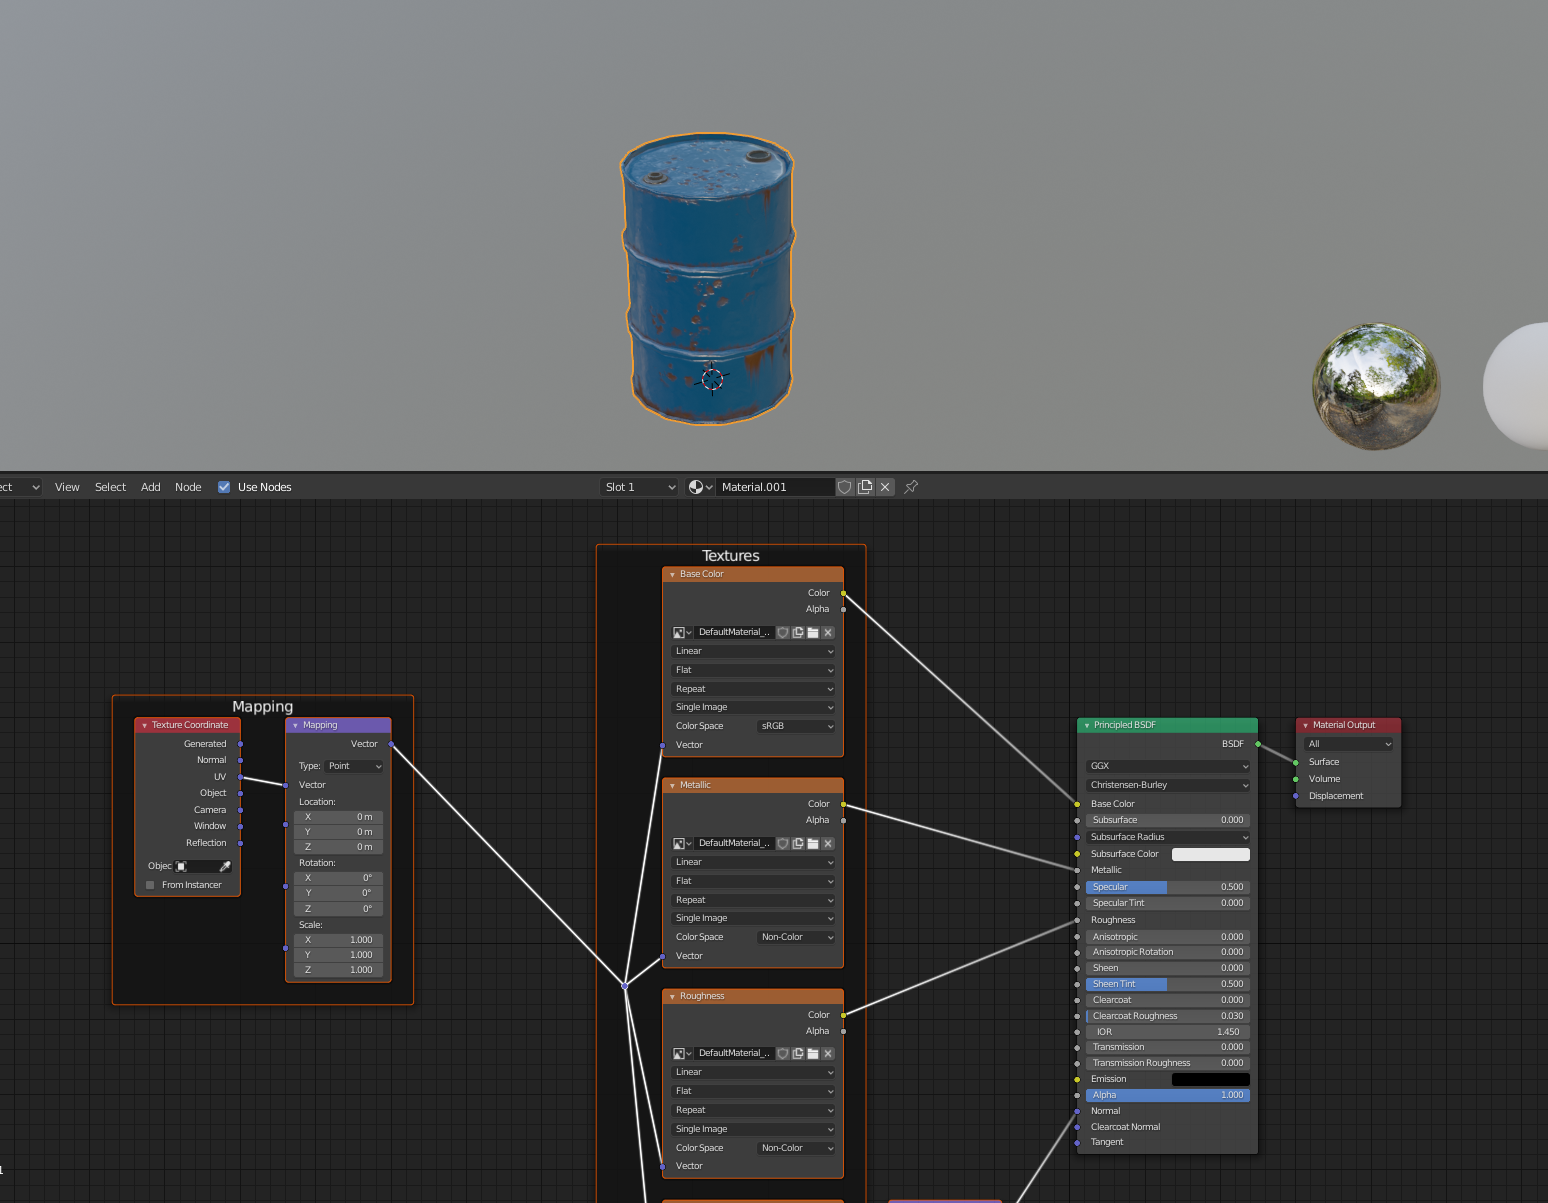 ect
View
Select
Add
Node
Use Nodes
Slot 1
Material.001
Mapping
Texture Coordinate
Generated
Normal
UV
Object
Camera
Window
Reflection
Objec
From Instancer
Mapping
Vector
Type: Point
Vector
Location:
X 0 m
Y 0 m
Z 0 m
Rotation:
X 0°
Y 0°
Z 0°
Scale:
X 1.000
Y 1.000
Z 1.000
Textures
Base Color
Color
Alpha
DefaultMaterial_..
Linear
Flat
Repeat
Single Image
Color Space sRGB
Vector
Metallic
Color
Alpha
DefaultMaterial_..
Linear
Flat
Repeat
Single Image
Color Space Non-Color
Vector
Roughness
Color
Alpha
DefaultMaterial_..
Linear
Flat
Repeat
Single Image
Color Space Non-Color
Vector
Principled BSDF
BSDF
GGX
Christensen-Burley
Base Color
Subsurface 0.000
Subsurface Radius
Subsurface Color
Metallic
Specular 0.500
Specular Tint 0.000
Roughness
Anisotropic 0.000
Anisotropic Rotation 0.000
Sheen 0.000
Sheen Tint 0.500
Clearcoat 0.000
Clearcoat Roughness 0.030
IOR 1.450
Transmission 0.000
Transmission Roughness 0.000
Emission
Alpha 1.000
Normal
Clearcoat Normal
Tangent
Material Output
All
Surface
Volume
Displacement
1